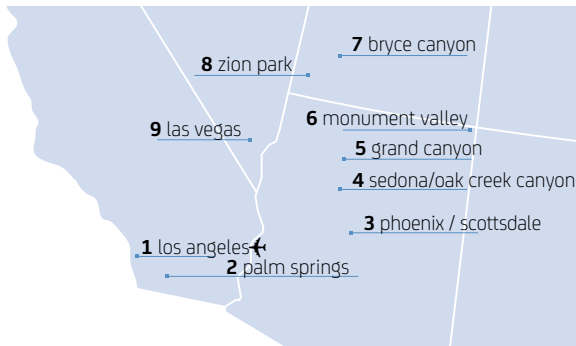 7 bryce canyon
8 zion park
6 monument valley
9 las vegas
5 grand canyon
4 sedona/oak creek canyon
3 phoenix / scottsdale
1 los angeles
2 palm springs